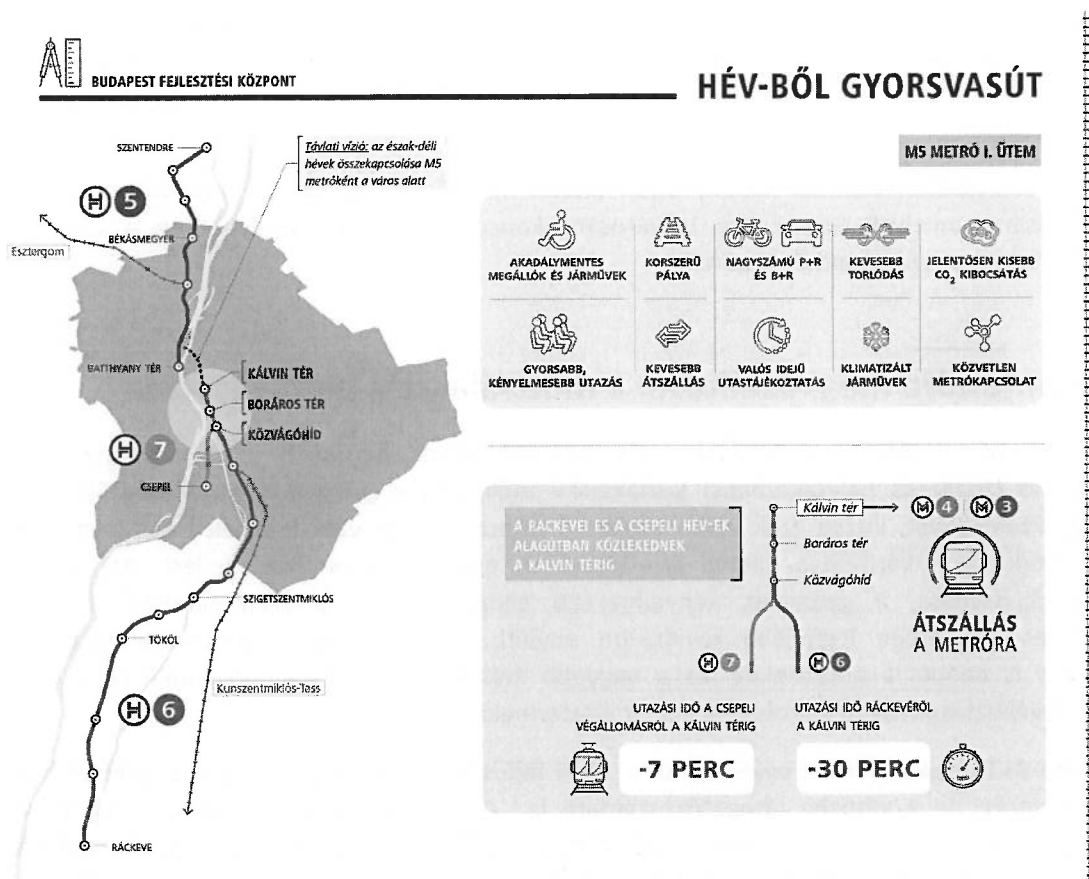 BUDAPEST FEJLESZTÉSI KÖZPONT
HÉV-BŐL GYORSVASÚT
M5 METRÓ I. ÜTEM
SZENTENDRE
Távlati vízió: az észak-déli
hévek összekapcsolása M5
metróként a város alatt
H 5
BÉKÁSMEGYER
Esztergom
BATTHYÁNY TÉR
KÁLVIN TÉR
BORÁROS TÉR
KÖZVÁGÓHÍD
H 7
CSEPEL
SZIGETSZENTMIKLÓS
TÖKÖL
Kunszentmiklós-Tass
H 6
RÁCKEVE
AKADÁLYMENTES
MEGÁLLÓK ÉS JÁRMŰVEK
KORSZERŰ
PÁLYA
NAGYSZÁMÚ P+R
ÉS B+R
KEVESEBB
TORLÓDÁS
JELENTŐSEN KISEBB
CO2 KIBOCSÁTÁS
GYORSABB,
KÉNYELMESEBB UTAZÁS
KEVESEBB
ÁTSZÁLLÁS
VALÓS IDEJŰ
UTASTÁJÉKOZTATÁS
KLIMATIZÁLT
JÁRMŰVEK
KÖZVETLEN
METRÓKAPCSOLAT
A RÁCKEVEI ÉS A CSEPELI HÉV-EK
ALAGÚTBAN KÖZLEKEDNEK
A KÁLVIN TÉRIG
Kálvin tér
M 4 M 3
Boráros tér
Közvágóhíd
H 7
H 6
ÁTSZÁLLÁS
A METRÓRA
UTAZÁSI IDŐ A CSEPELI
VÉGÁLLOMÁSRÓL A KÁLVIN TÉRIG
-7 PERC
UTAZÁSI IDŐ RÁCKEVÉRŐL
A KÁLVIN TÉRIG
-30 PERC